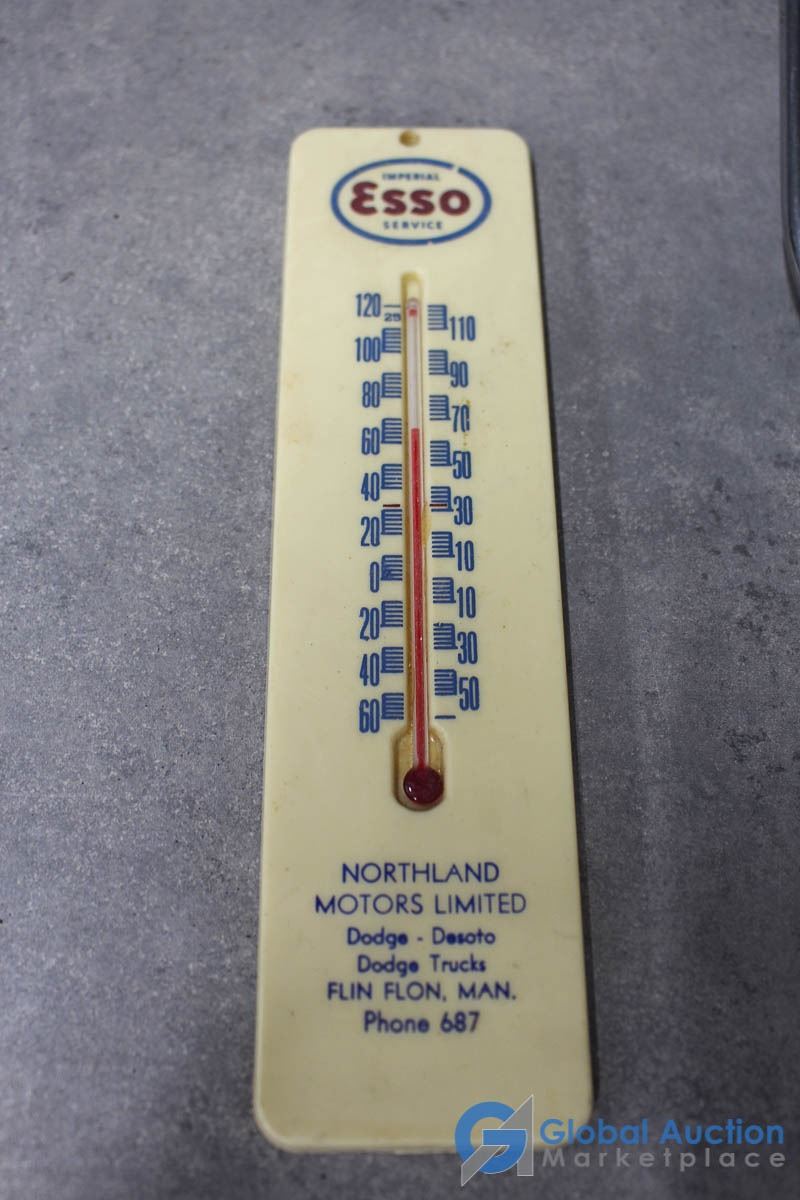 IMPERIAL
Esso
SERVICE
120
25
110
100
90
80
70
60
50
40
30
20
10
0
10
20
30
40
50
60
NORTHLAND
MOTORS LIMITED
Dodge - Desoto
Dodge Trucks
FLIN FLON, MAN.
Phone 687
Global Auction
Marketplace